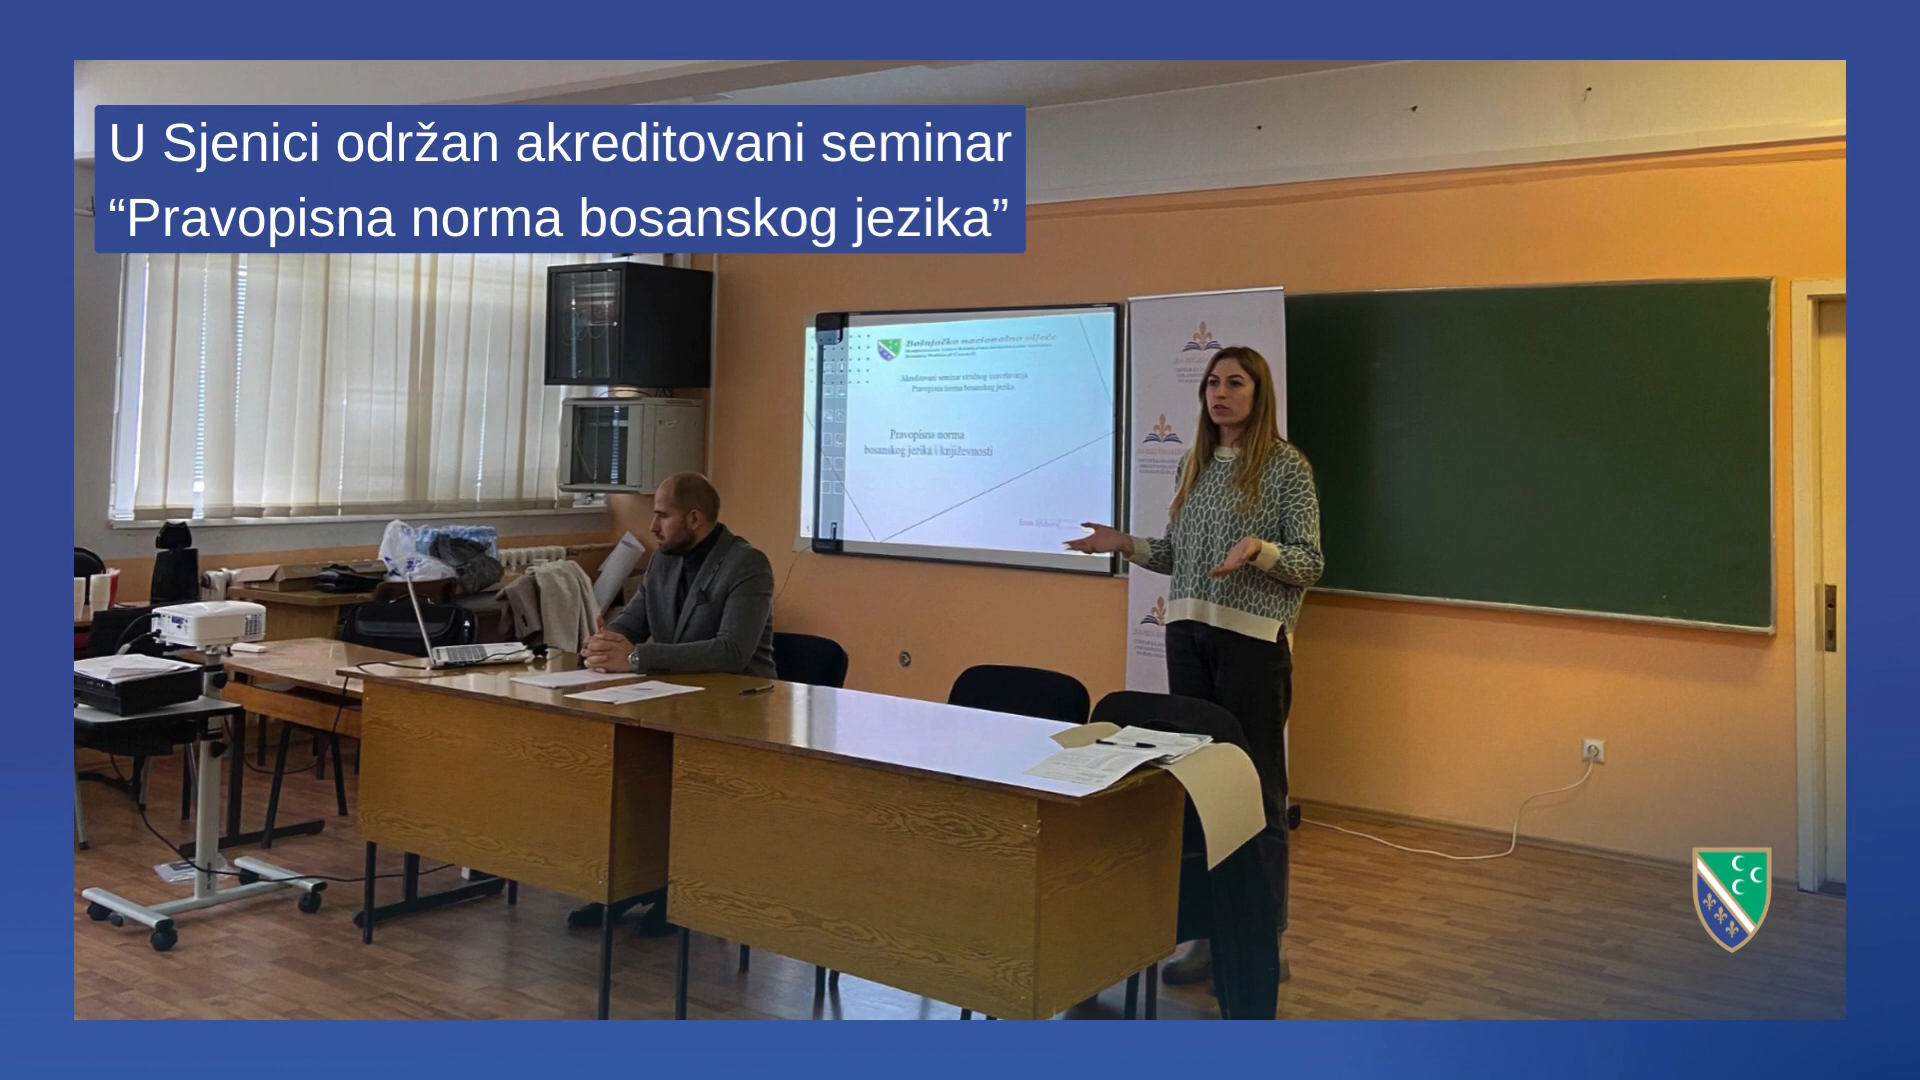 U Sjenici održan akreditovani seminar
“Pravopisna norma bosanskog jezika”
Bošnjačko nacionalno vijeće
Akreditovani seminar stručnog usavršavanja
Pravopisna norma bosanskog jezika
Pravopisna norma
bosanskog jezika i književnosti